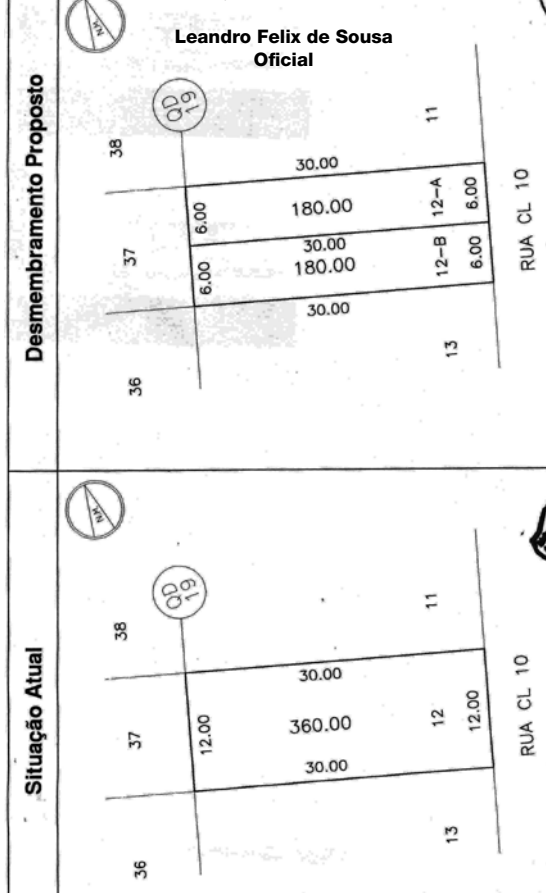 Situação Atual
NM
36
37
38
QD
19
12.00
30.00
360.00
30.00
13
12
11
12.00
RUA CL 10
Desmembramento Proposto
NM
Leandro Felix de Sousa
Oficial
36
37
38
QD
19
6.00
6.00
30.00
180.00
30.00
180.00
30.00
13
12-B
12-A
11
6.00
6.00
RUA CL 10